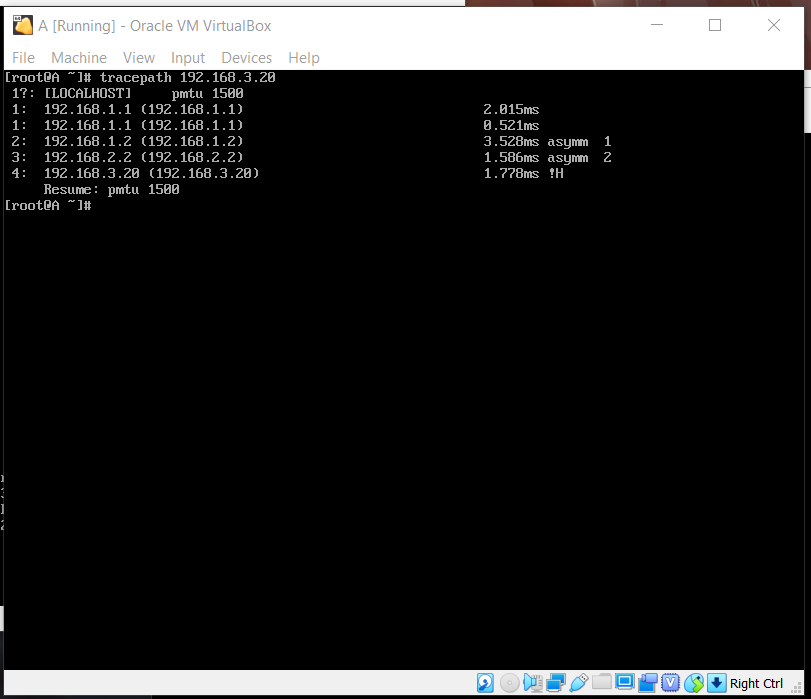 A [Running] - Oracle VM VirtualBox
File Machine View Input Devices Help
[root@A ~]# tracepath 192.168.3.20
1?: [LOCALHOST] pmtu 1500
1: 192.168.1.1 (192.168.1.1) 2.015ms
1: 192.168.1.1 (192.168.1.1) 0.521ms
2: 192.168.1.2 (192.168.1.2) 3.528ms asymm 1
3: 192.168.2.2 (192.168.2.2) 1.586ms asymm 2
4: 192.168.3.20 (192.168.3.20) 1.778ms !H
Resume: pmtu 1500
[root@A ~]#
Right Ctrl